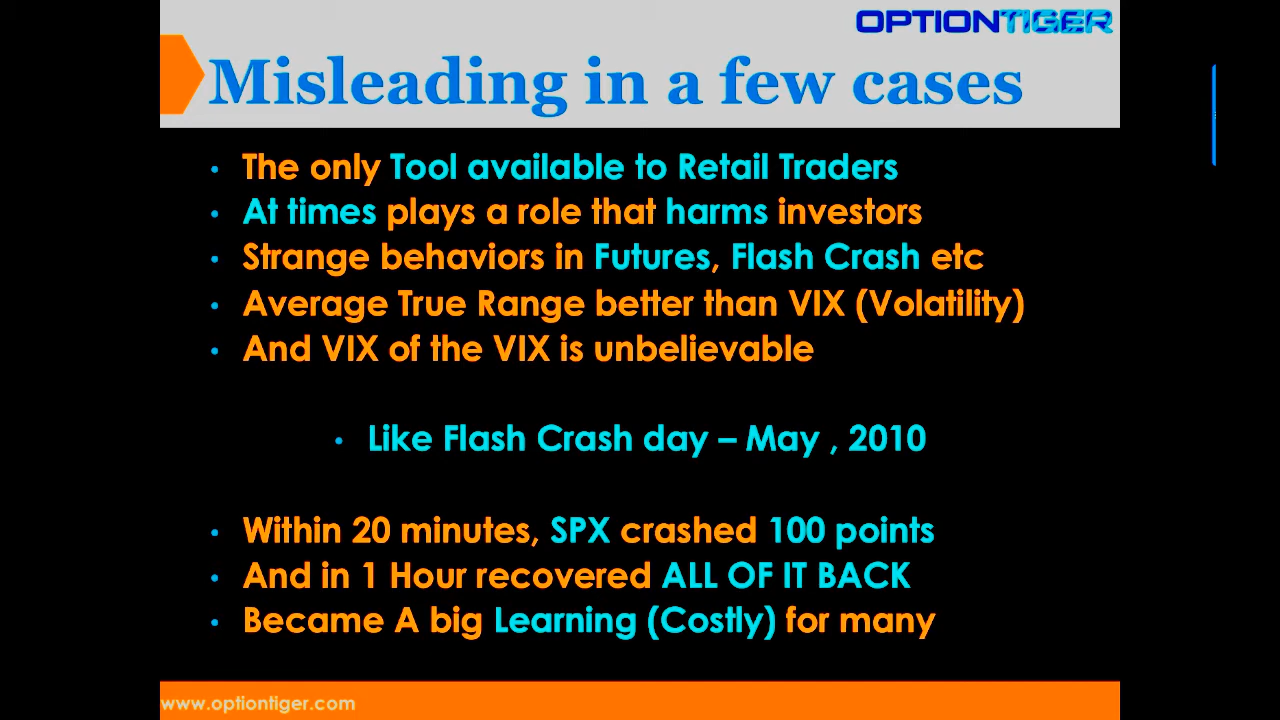 OPTIONTIGER
Misleading in a few cases
• The only Tool available to Retail Traders
• At times plays a role that harms investors
• Strange behaviors in Futures, Flash Crash etc
• Average True Range better than VIX (Volatility)
• And VIX of the VIX is unbelievable
• Like Flash Crash day – May , 2010
• Within 20 minutes, SPX crashed 100 points
• And in 1 Hour recovered ALL OF IT BACK
• Became A big Learning (Costly) for many
www.optiontiger.com